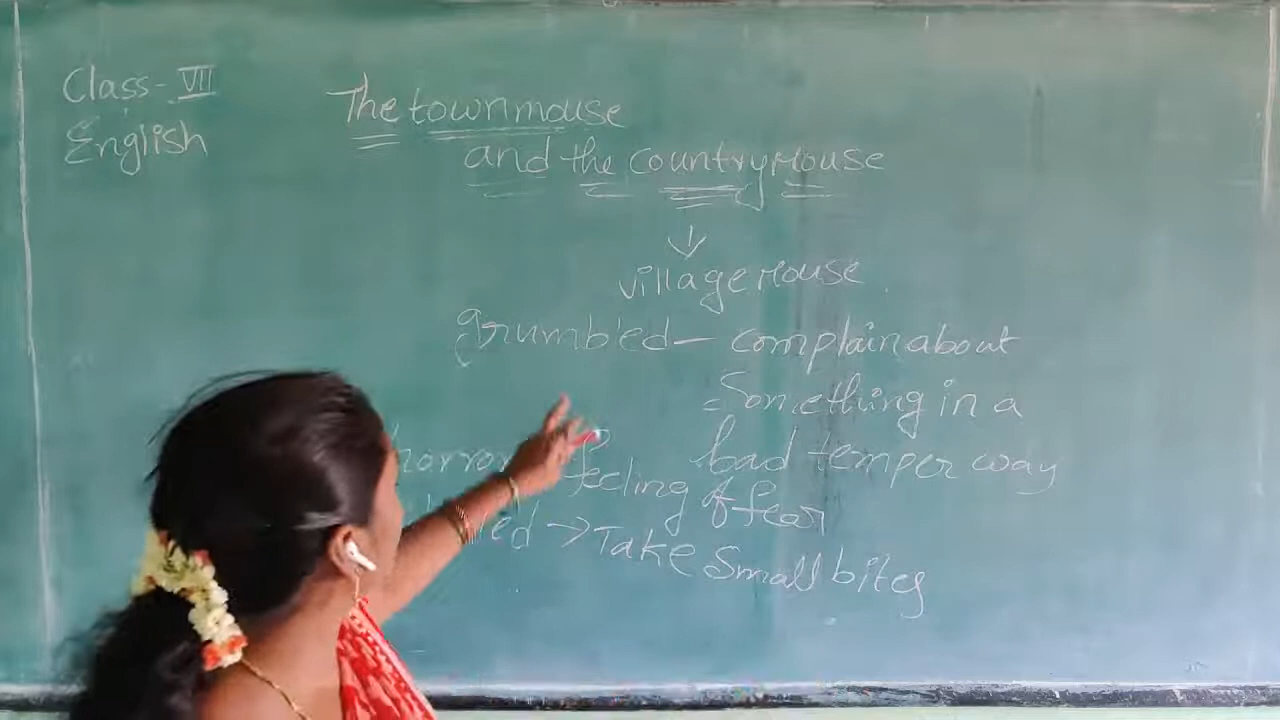 Class-VII
English
The townmouse
and the countryMouse
village Mouse
grumbled - complain about
Something in a
bad temper way
feeling of fear
→ Take Small bites